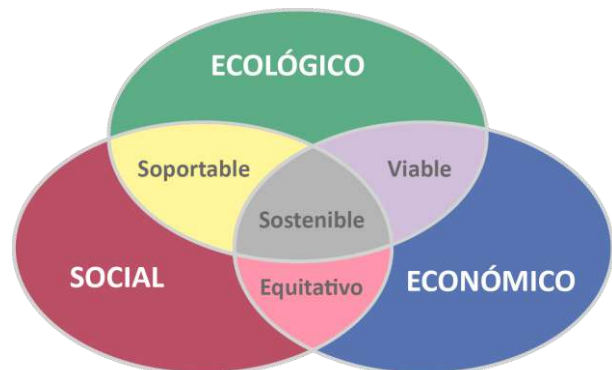 ECOLÓGICO
Soportable
Viable
Sostenible
SOCIAL
Equitativo
ECONÓMICO